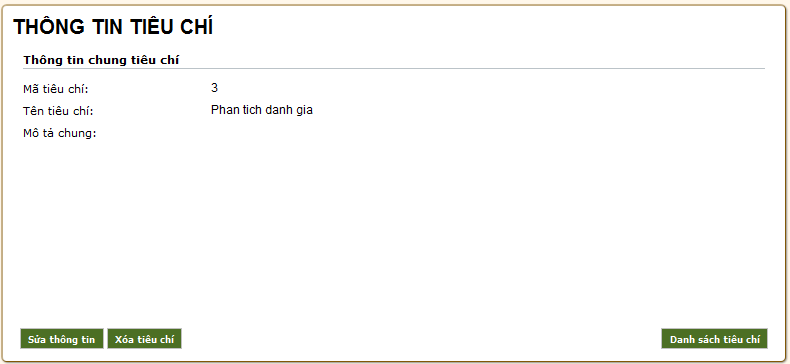 THÔNG TIN TIÊU CHÍ
Thông tin chung tiêu chí
Mã tiêu chí: 3
Tên tiêu chí: Phan tich danh gia
Mô tả chung:
Sửa thông tin Xóa tiêu chí Danh sách tiêu chí